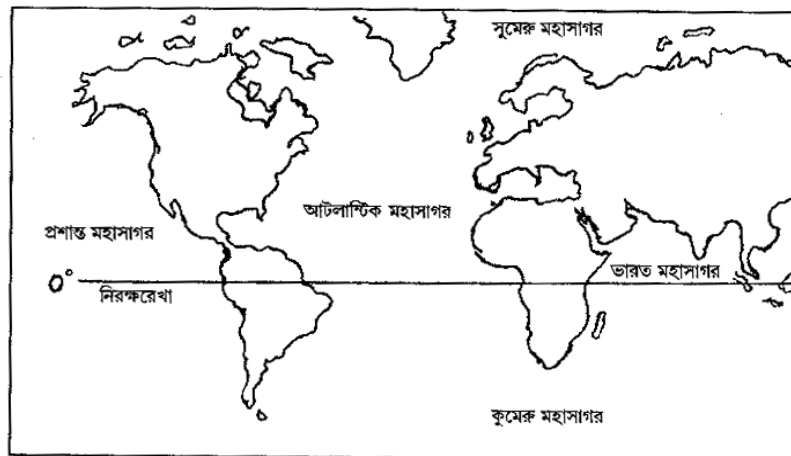 সুমেরু মহাসাগর
আটলান্টিক মহাসাগর
প্রশান্ত মহাসাগর
ভারত মহাসাগর
0°
নিরক্ষরেখা
কুমেরু মহাসাগর